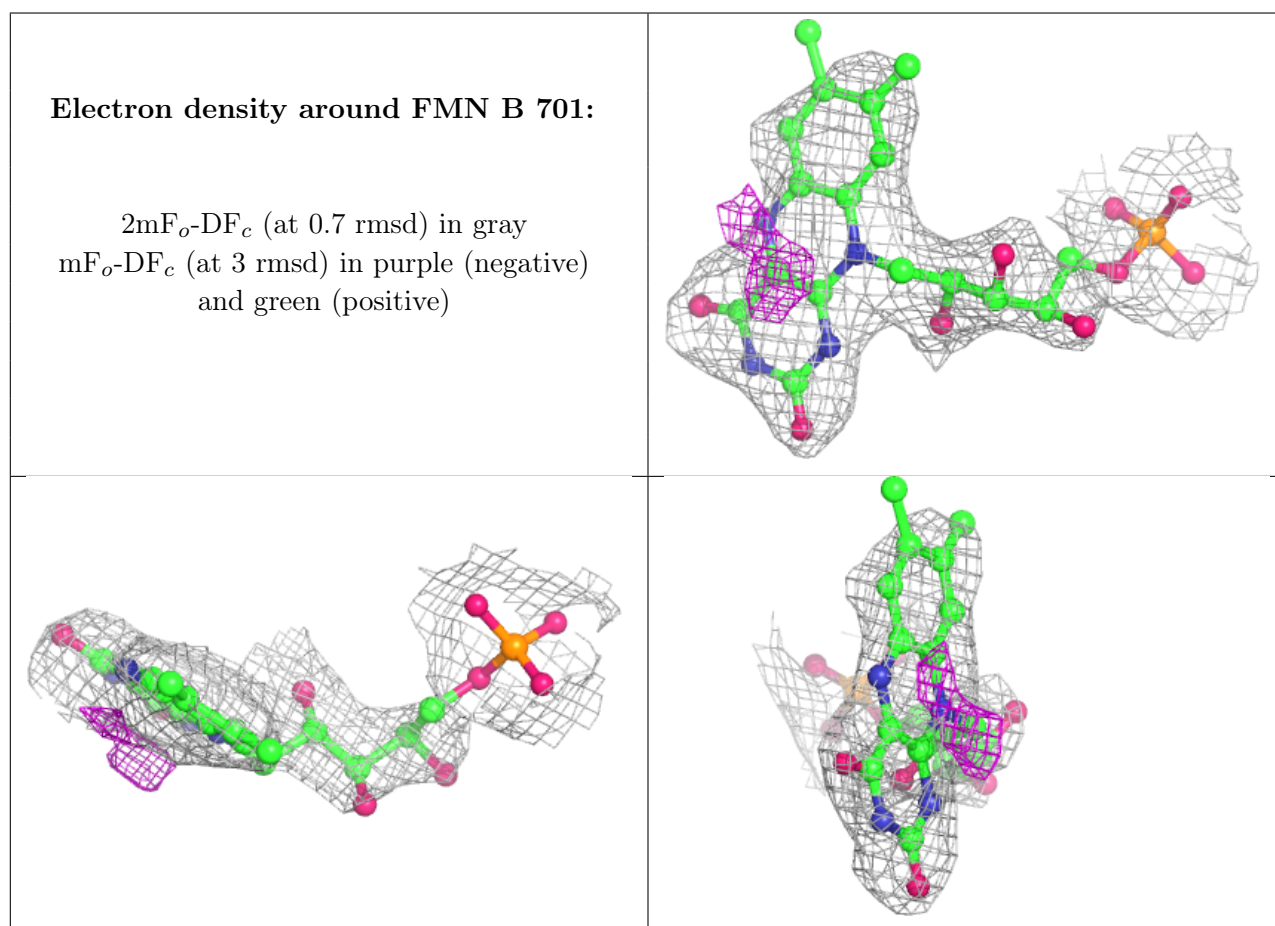 Electron density around FMN B 701:
2mFo-DFc (at 0.7 rmsd) in gray
mFo-DFc (at 3 rmsd) in purple (negative)
and green (positive)